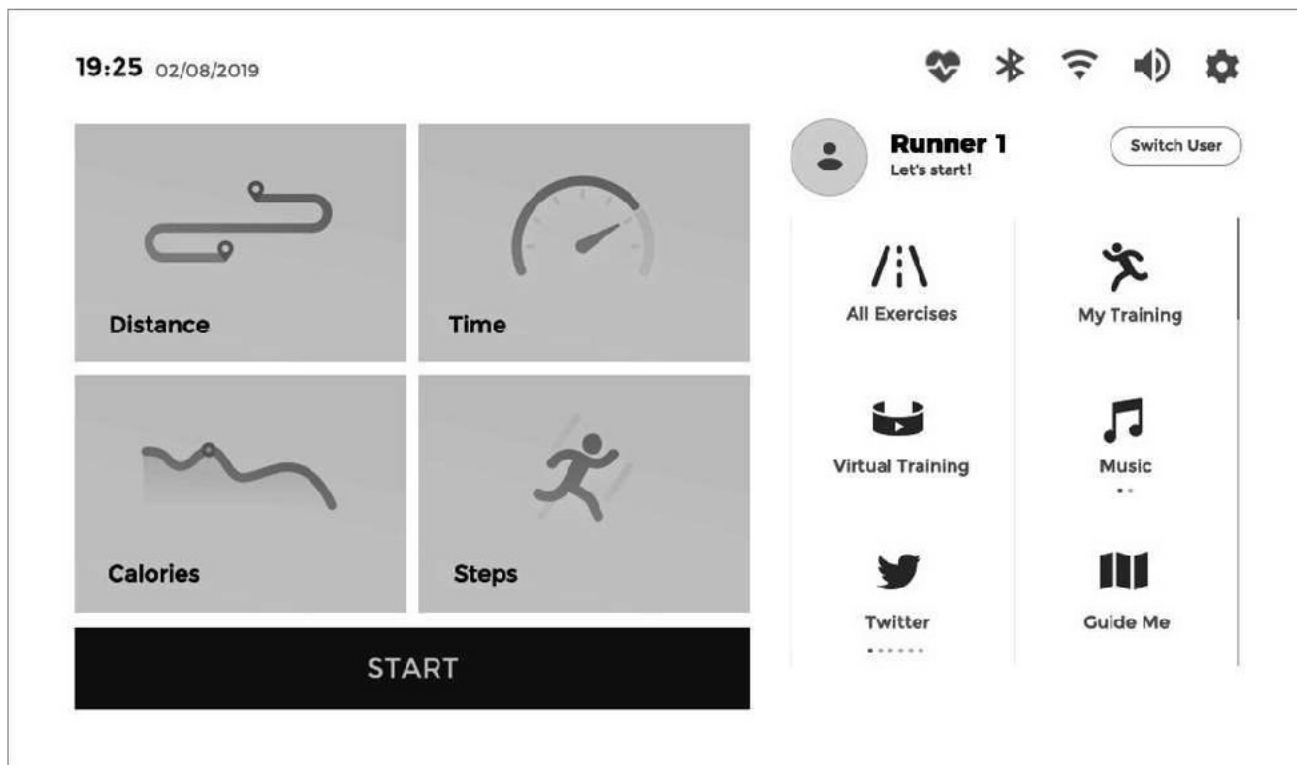 19:25 02/08/2019
Distance
Time
Calories
Steps
START
Runner 1
Let's start!
Switch User
All Exercises
My Training
Virtual Training
Music
Twitter
Guide Me